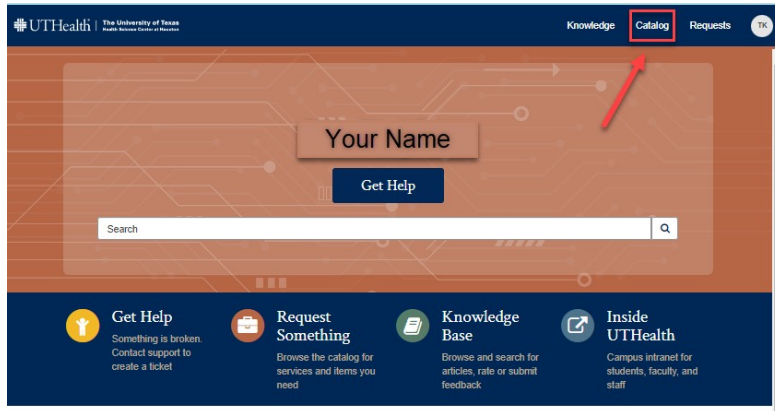 UTHealth | The University of Texas
Health Science Center at Houston
Knowledge Catalog Requests TK
Your Name
Get Help
Search
Get Help
Something is broken.
Contact support to
create a ticket
Request
Something
Browse the catalog for
services and items you
need
Knowledge
Base
Browse and search for
articles, rate or submit
feedback
Inside
UTHealth
Campus intranet for
students, faculty, and
staff